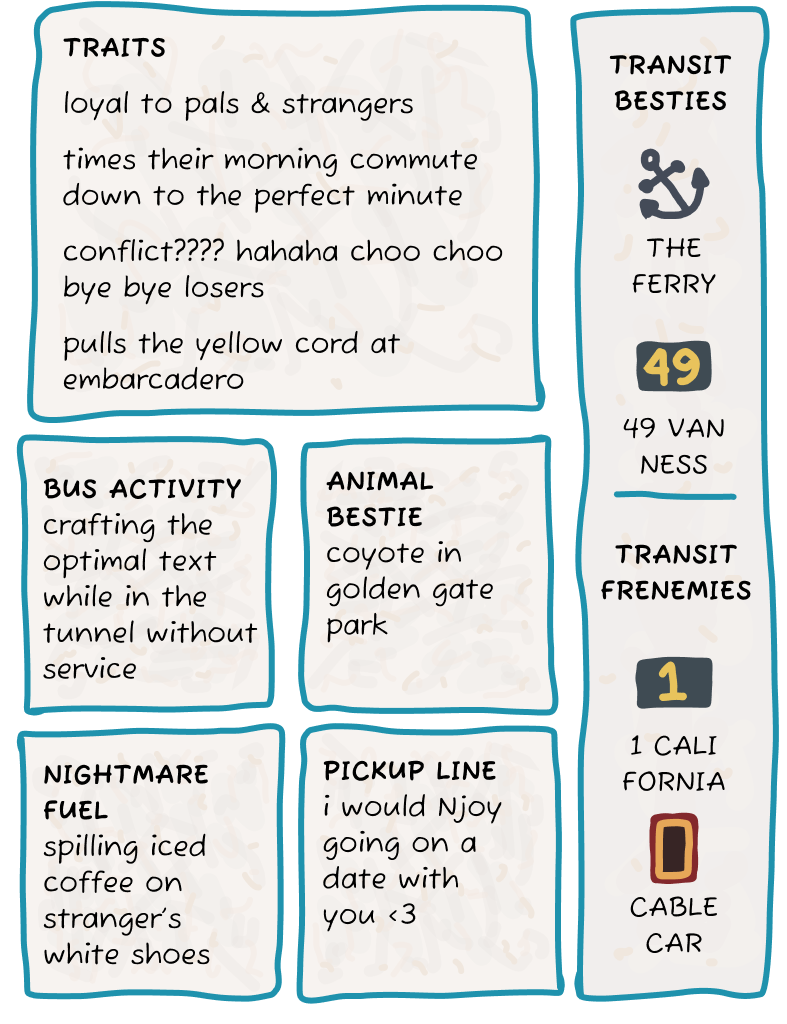 TRAITS
loyal to pals & strangers
times their morning commute
down to the perfect minute
conflict???? hahaha choo choo
bye bye losers
pulls the yellow cord at
embarcadero
BUS ACTIVITY
crafting the
optimal text
while in the
tunnel without
service
ANIMAL
BESTIE
coyote in
golden gate
park
NIGHTMARE
FUEL
spilling iced
coffee on
stranger's
white shoes
PICKUP LINE
i would Njoy
going on a
date with
you <3
TRANSIT
BESTIES
THE
FERRY
49
49 VAN
NESS
TRANSIT
FRENEMIES
1
1 CALI
FORNIA
CABLE
CAR